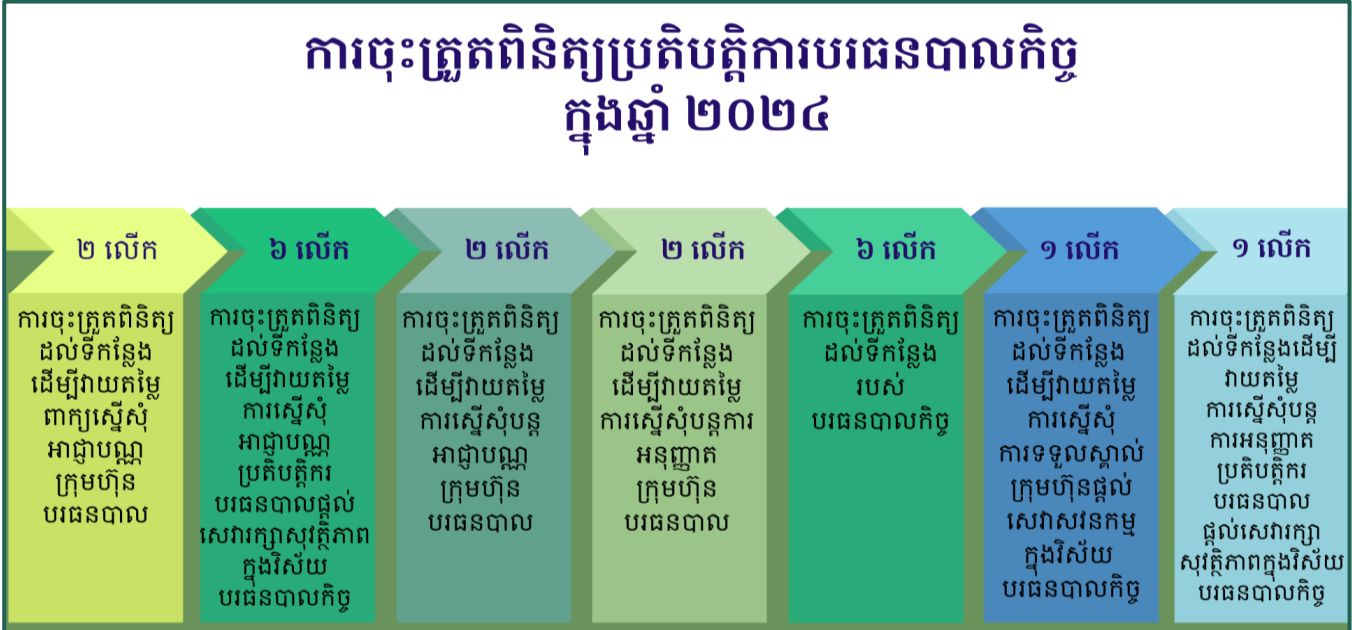 ការចុះត្រួតពិនិត្យប្រតិបត្តិការបរធនបាលកិច្ច
ក្នុងឆ្នាំ ២០២៤
២ លើក
ការចុះត្រួតពិនិត្យ
ដល់ទីកន្លែង
ដើម្បីវាយតម្លៃ
ពាក្យស្នើសុំ
អាជ្ញាបណ្ណ
ក្រុមហ៊ុន
បរធនបាល
៦ លើក
ការចុះត្រួតពិនិត្យ
ដល់ទីកន្លែង
ដើម្បីវាយតម្លៃ
ការស្នើសុំ
អាជ្ញាបណ្ណ
ប្រតិបត្តិករ
បរធនបាលផ្តល់
សេវារក្សាសុវត្ថិភាព
ក្នុងវិស័យ
បរធនបាលកិច្ច
២ លើក
ការចុះត្រួតពិនិត្យ
ដល់ទីកន្លែង
ដើម្បីវាយតម្លៃ
ការស្នើសុំបន្ត
អាជ្ញាបណ្ណ
ក្រុមហ៊ុន
បរធនបាល
២ លើក
ការចុះត្រួតពិនិត្យ
ដល់ទីកន្លែង
ដើម្បីវាយតម្លៃ
ការស្នើសុំបន្តការ
អនុញ្ញាត
ក្រុមហ៊ុន
បរធនបាល
៦ លើក
ការចុះត្រួតពិនិត្យ
ដល់ទីកន្លែង
របស់
បរធនបាលកិច្ច
១ លើក
ការចុះត្រួតពិនិត្យ
ដល់ទីកន្លែង
ដើម្បីវាយតម្លៃ
ការស្នើសុំ
ការទទួលស្គាល់
ក្រុមហ៊ុនផ្តល់
សេវាសវនកម្ម
ក្នុងវិស័យ
បរធនបាលកិច្ច
១ លើក
ការចុះត្រួតពិនិត្យ
ដល់ទីកន្លែងដើម្បី
វាយតម្លៃ
ការស្នើសុំបន្ត
ការអនុញ្ញាត
ប្រតិបត្តិករ
បរធនបាល
ផ្តល់សេវារក្សា
សុវត្ថិភាពក្នុងវិស័យ
បរធនបាលកិច្ច